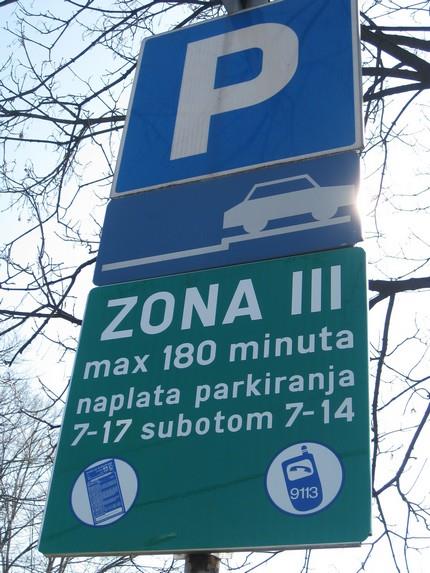 P
ZONA III
max 180 minuta
naplata parkiranja
7-17 subotom 7-14
9113